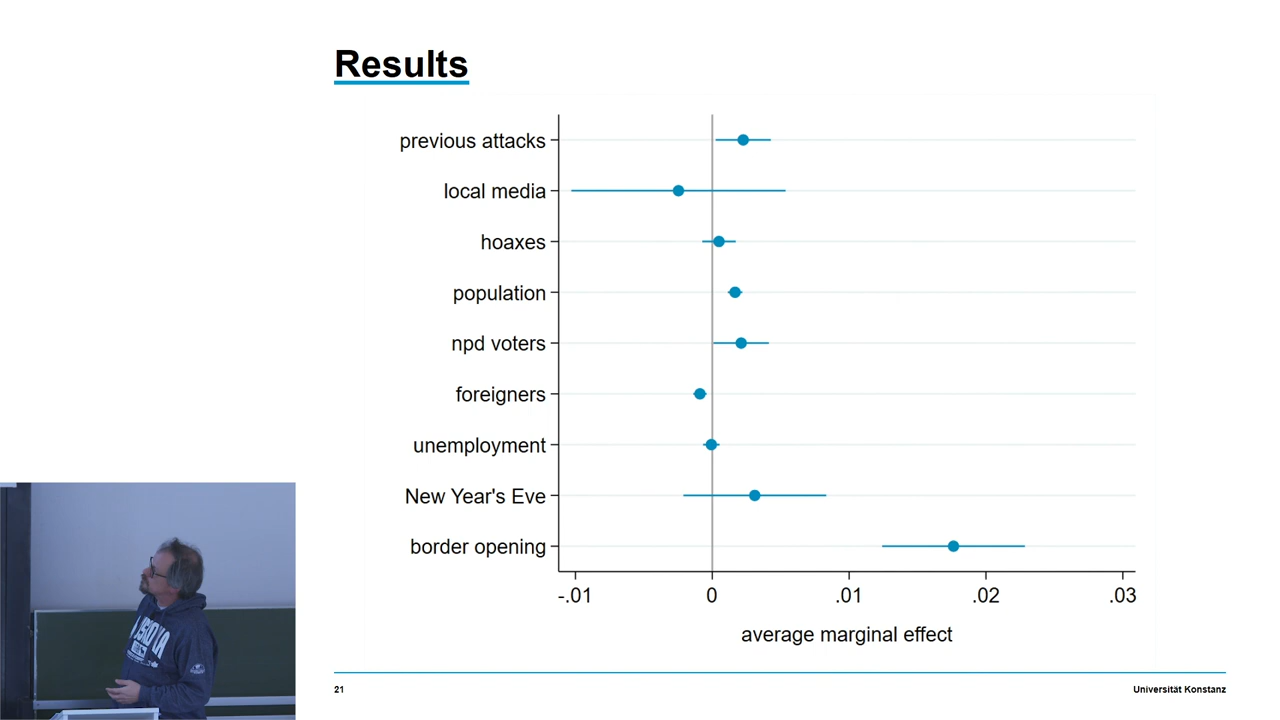 Results
previous attacks
local media
hoaxes
population
npd voters
foreigners
unemployment
New Year's Eve
border opening
-.01 0 .01 .02 .03
average marginal effect
21 Universität Konstanz